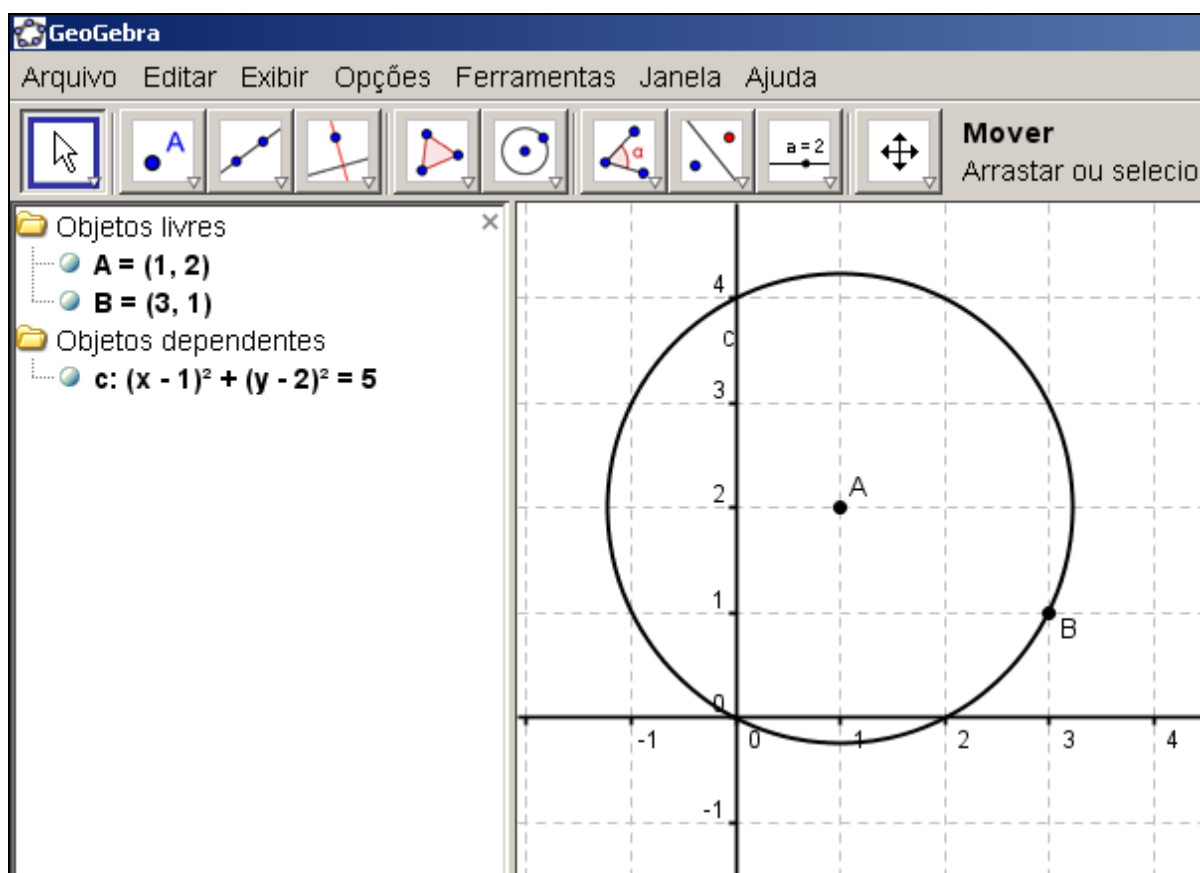 GeoGebra
Arquivo Editar Exibir Opções Ferramentas Janela Ajuda
A
α
a = 2
Mover
Arrastar ou selecio
Objetos livres
A = (1, 2)
B = (3, 1)
Objetos dependentes
c: (x - 1)² + (y - 2)² = 5
4
c
3
2
A
1
B
0
-1 0 1 2 3 4
-1